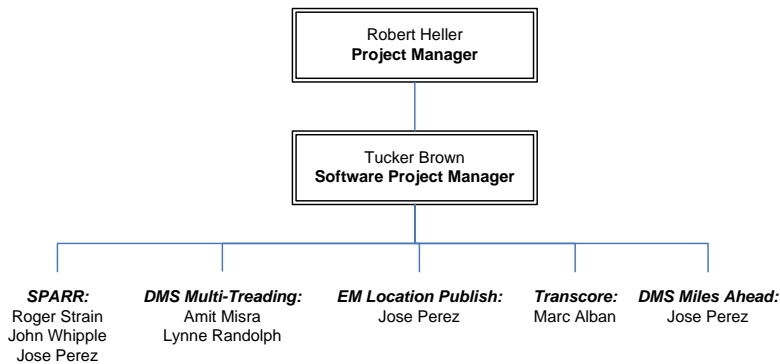 Robert Heller
Project Manager
Tucker Brown
Software Project Manager
SPARR:
Roger Strain
John Whipple
Jose Perez
DMS Multi-Treading:
Amit Misra
Lynne Randolph
EM Location Publish:
Jose Perez
Transcore:
Marc Alban
DMS Miles Ahead:
Jose Perez